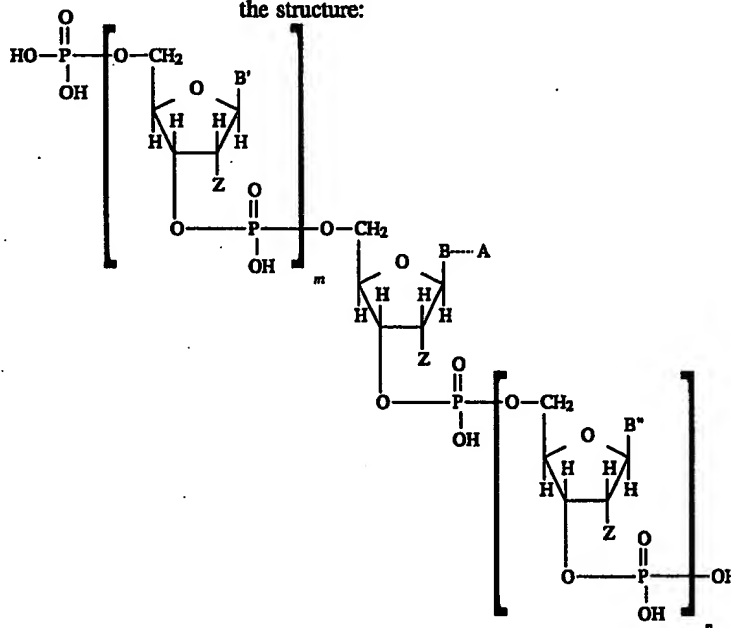 the structure:
O
HO—P—O—CH₂
OH
O
B'
H
H
H
H
Z
O
O—P—O—CH₂
OH
m
O
B-----A
H
H
H
H
Z
O
O—P—O—CH₂
OH
O
B"
H
H
H
H
Z
O
O—P—OH
OH
n